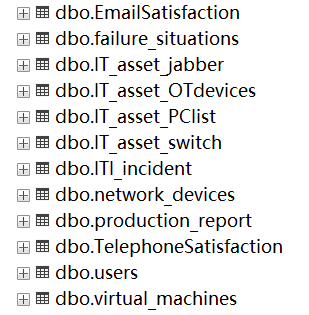 dbo.EmailSatisfaction
dbo.failure_situations
dbo.IT_asset_jabber
dbo.IT_asset_OTdevices
dbo.IT_asset_PClist
dbo.IT_asset_switch
dbo.ITI_incident
dbo.network_devices
dbo.production_report
dbo.TelephoneSatisfaction
dbo.users
dbo.virtual_machines